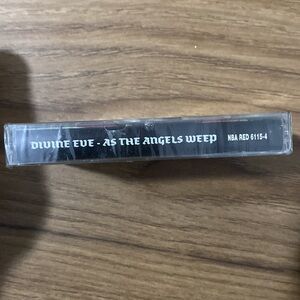 DIVINE EVE - AS THE ANGELS WEEP NBA RED 6115-4